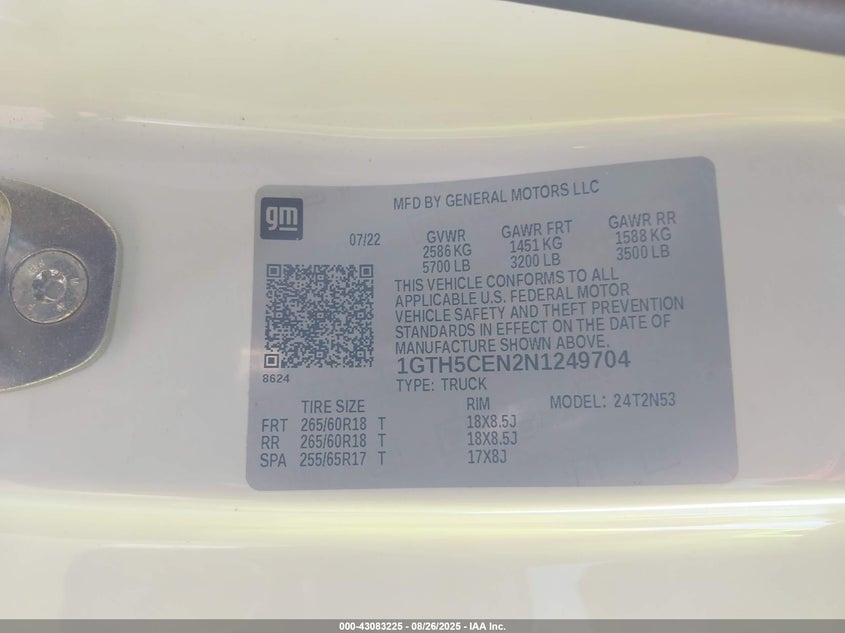 gm
MFD BY GENERAL MOTORS LLC
07/22
GVWR GAWR FRT GAWR RR
2586 KG 1451 KG 1588 KG
5700 LB 3200 LB 3500 LB
THIS VEHICLE CONFORMS TO ALL
APPLICABLE U.S. FEDERAL MOTOR
VEHICLE SAFETY AND THEFT PREVENTION
STANDARDS IN EFFECT ON THE DATE OF
MANUFACTURE SHOWN ABOVE.
8624
1GTH5CEN2N1249704
TYPE: TRUCK
TIRE SIZE RIM MODEL: 24T2N53
FRT 265/60R18 T 18X8.5J
RR 265/60R18 T 18X8.5J
SPA 255/65R17 T 17X8J
000-43083225 - 08/26/2025 - IAA Inc.